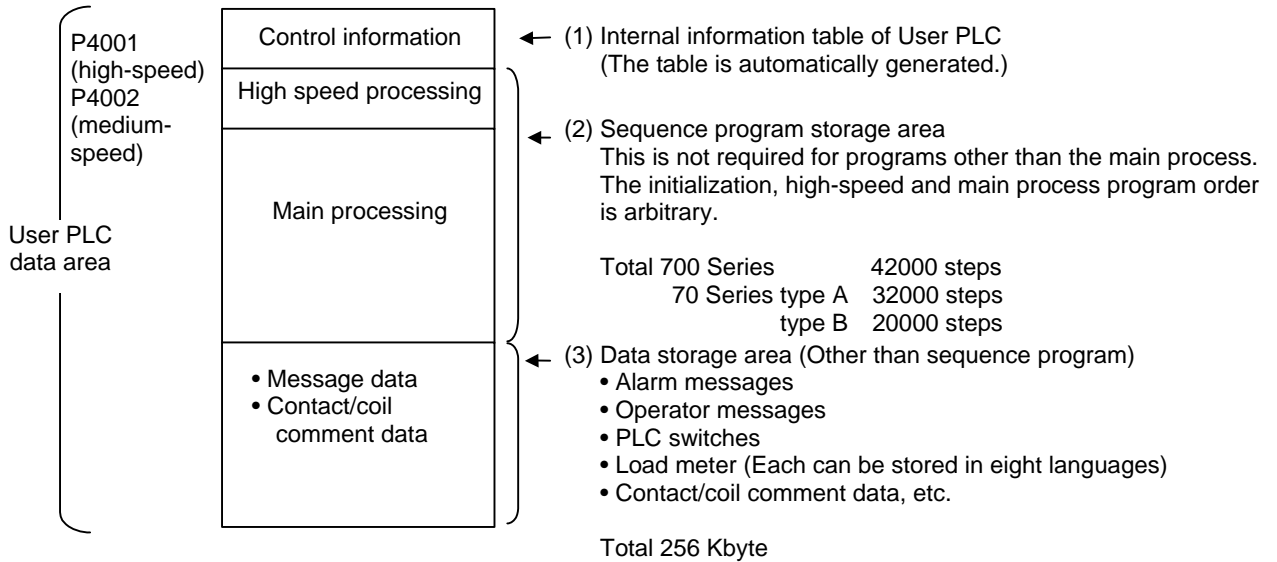 P4001
(high-speed)
P4002
(medium-
speed)
User PLC
data area
Control information
High speed processing
Main processing
• Message data
• Contact/coil
comment data
(1) Internal information table of User PLC
(The table is automatically generated.)
(2) Sequence program storage area
This is not required for programs other than the main process.
The initialization, high-speed and main process program order
is arbitrary.
Total 700 Series 42000 steps
70 Series type A 32000 steps
type B 20000 steps
(3) Data storage area (Other than sequence program)
• Alarm messages
• Operator messages
• PLC switches
• Load meter (Each can be stored in eight languages)
• Contact/coil comment data, etc.
Total 256 Kbyte